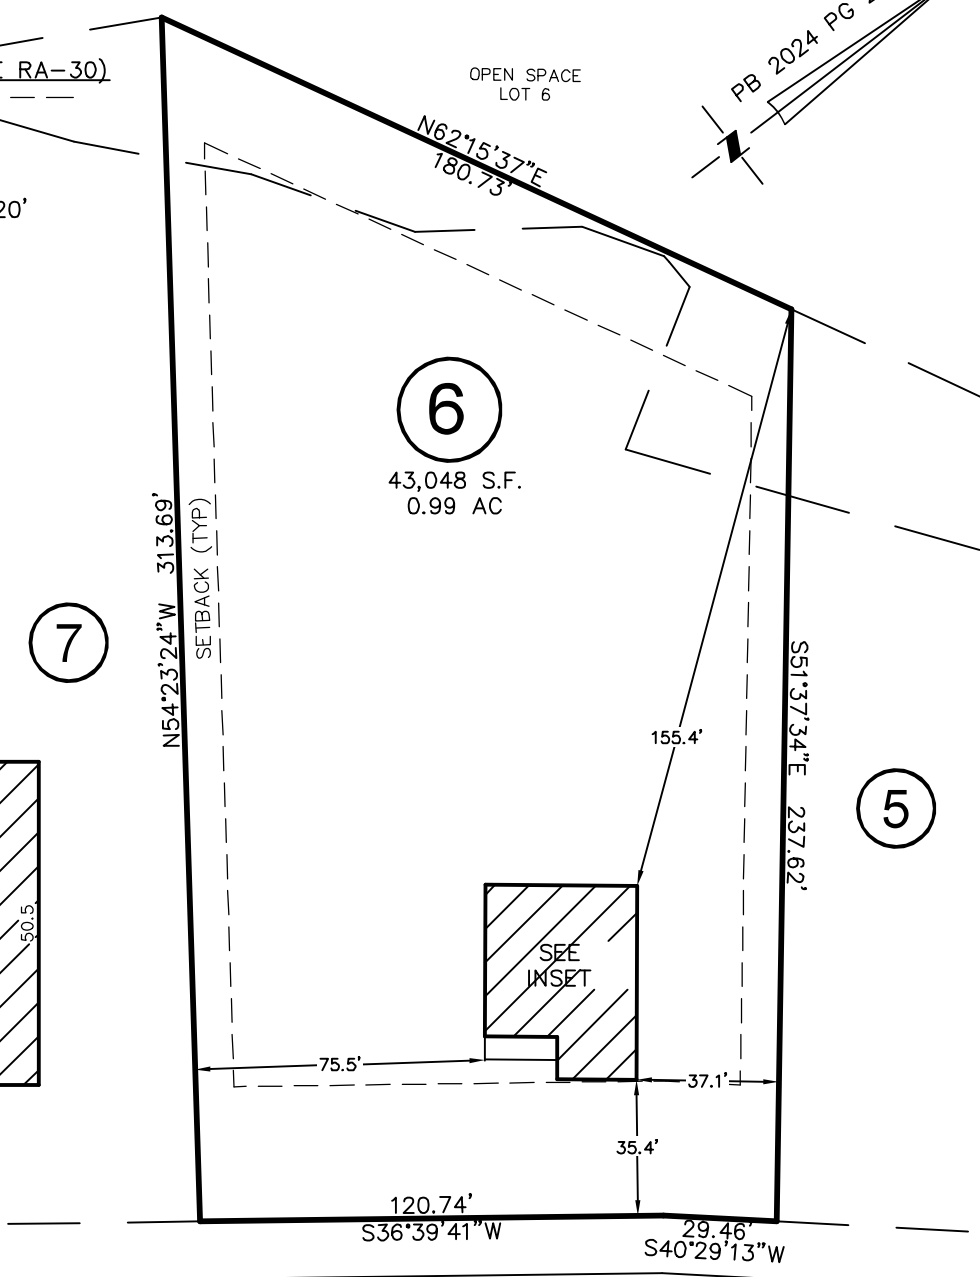 E RA-30)
OPEN SPACE
LOT 6
PB 2024 PG
20'
N62°15'37"E
180.73'
6
43,048 S.F.
0.99 AC
N54°23'24"W 313.69'
SETBACK (TYP)
7
S51°37'34"E 237.62'
155.4'
5
50.5
SEE
INSET
75.5'
37.1'
35.4'
120.74'
S36°39'41"W
29.46'
S40°29'13"W